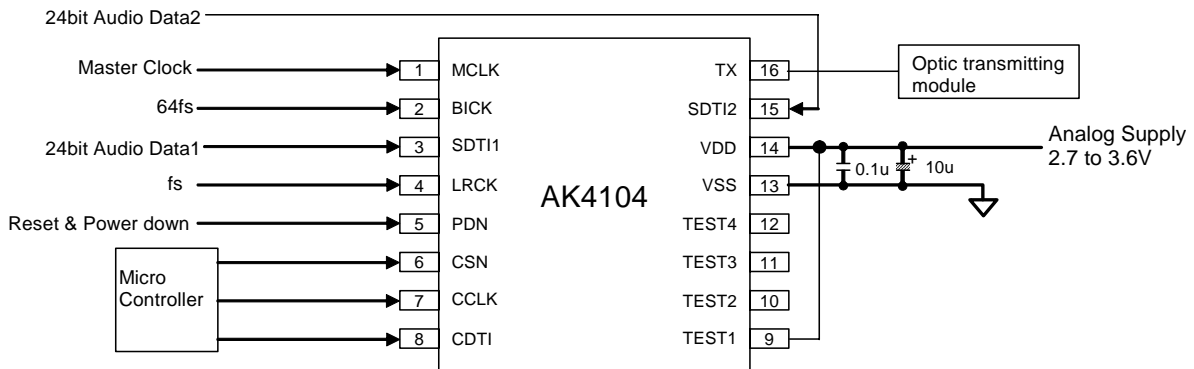 24bit Audio Data2
Master Clock
64fs
24bit Audio Data1
fs
Reset & Power down
Micro
Controller
1 MCLK
2 BICK
3 SDTI1
4 LRCK
5 PDN
6 CSN
7 CCLK
8 CDTI
AK4104
TX 16
SDTI2 15
VDD 14
VSS 13
TEST4 12
TEST3 11
TEST2 10
TEST1 9
Optic transmitting
module
0.1u
+
10u
Analog Supply
2.7 to 3.6V